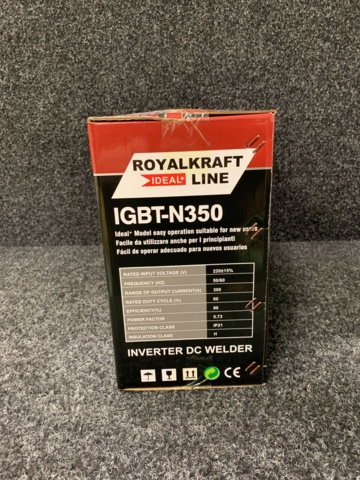 ROYALKRAFT
IDEAL+ LINE
IGBT-N350
Ideal+ Model easy operation suitable for new users
Facile da utilizzare anche per I principianti
Fácil de operar adecuado para nuevos usuarios
RATED INPUT VOLTAGE (V) 220±15%
FREQUENCY (HZ) 50/60
RANGE OF OUTPUT CURRENT(A) 300
RATED DUTY CYCLE (%) 60
EFFICIENCY(%) 85
POWER FACTOR 0.73
PROTECTION CLASS IP21
INSULATION CLASS H
INVERTER DC WELDER
CE